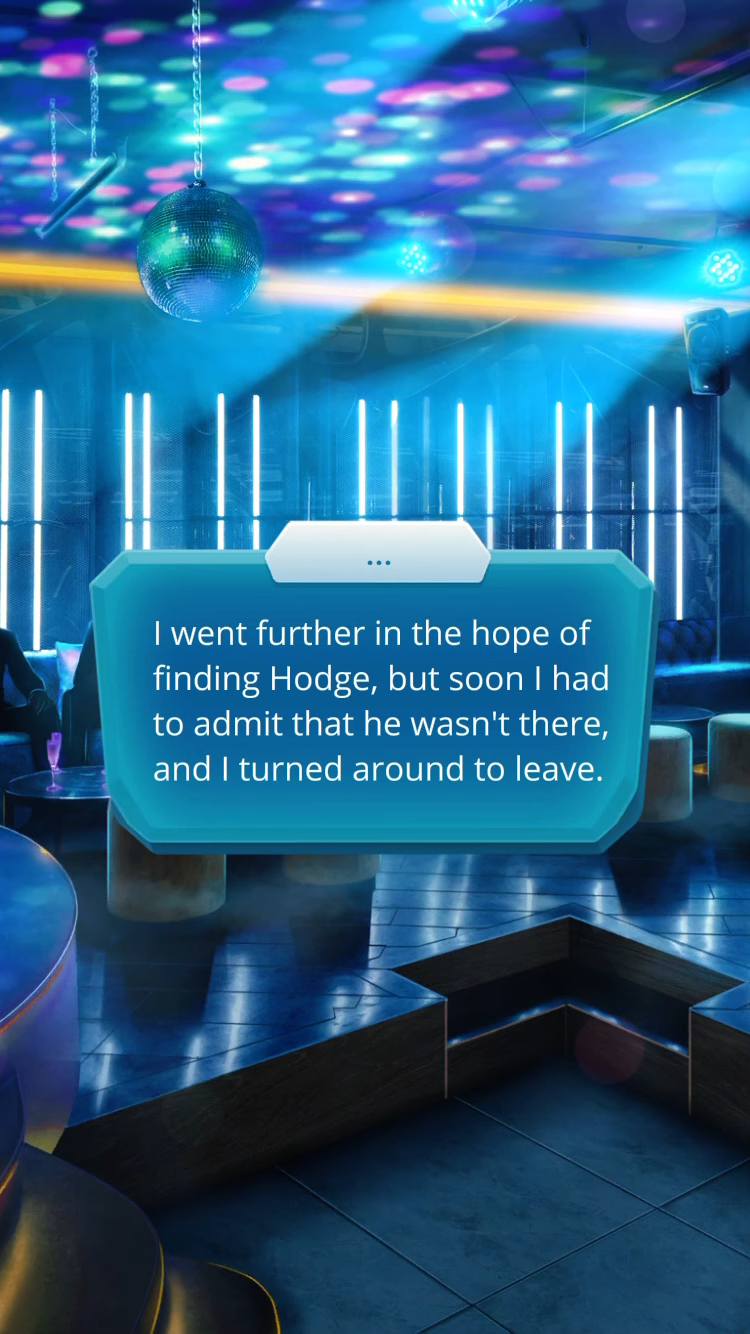 ...
I went further in the hope of
finding Hodge, but soon I had
to admit that he wasn't there,
and I turned around to leave.